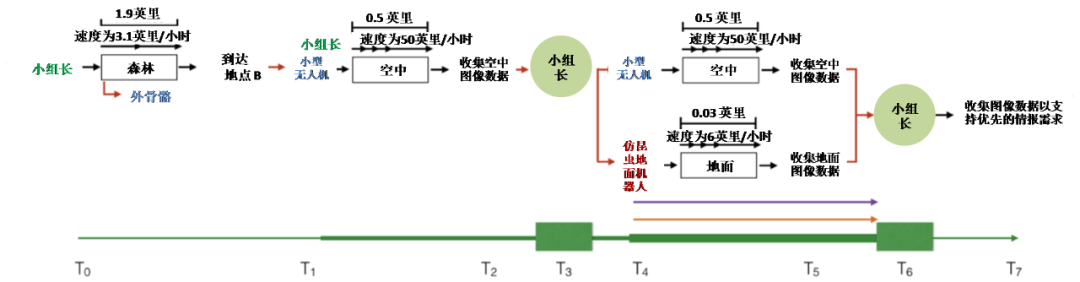 1.9英里
速度为3.1英里/小时
小组长
森林
外骨骼
到达
地点 B
小组长
小型
无人机
0.5 英里
速度为50英里/小时
空中
收集空中
图像数据
小组
长
小型
无人机
0.5 英里
速度为50英里/小时
空中
收集空中
图像数据
仿昆
虫地
面机
器人
0.03 英里
速度为6英里/小时
地面
收集地面
图像数据
小组
长
收集图像数据以支
持优先的情报需求
T0
T1
T2
T3
T4
T5
T6
T7